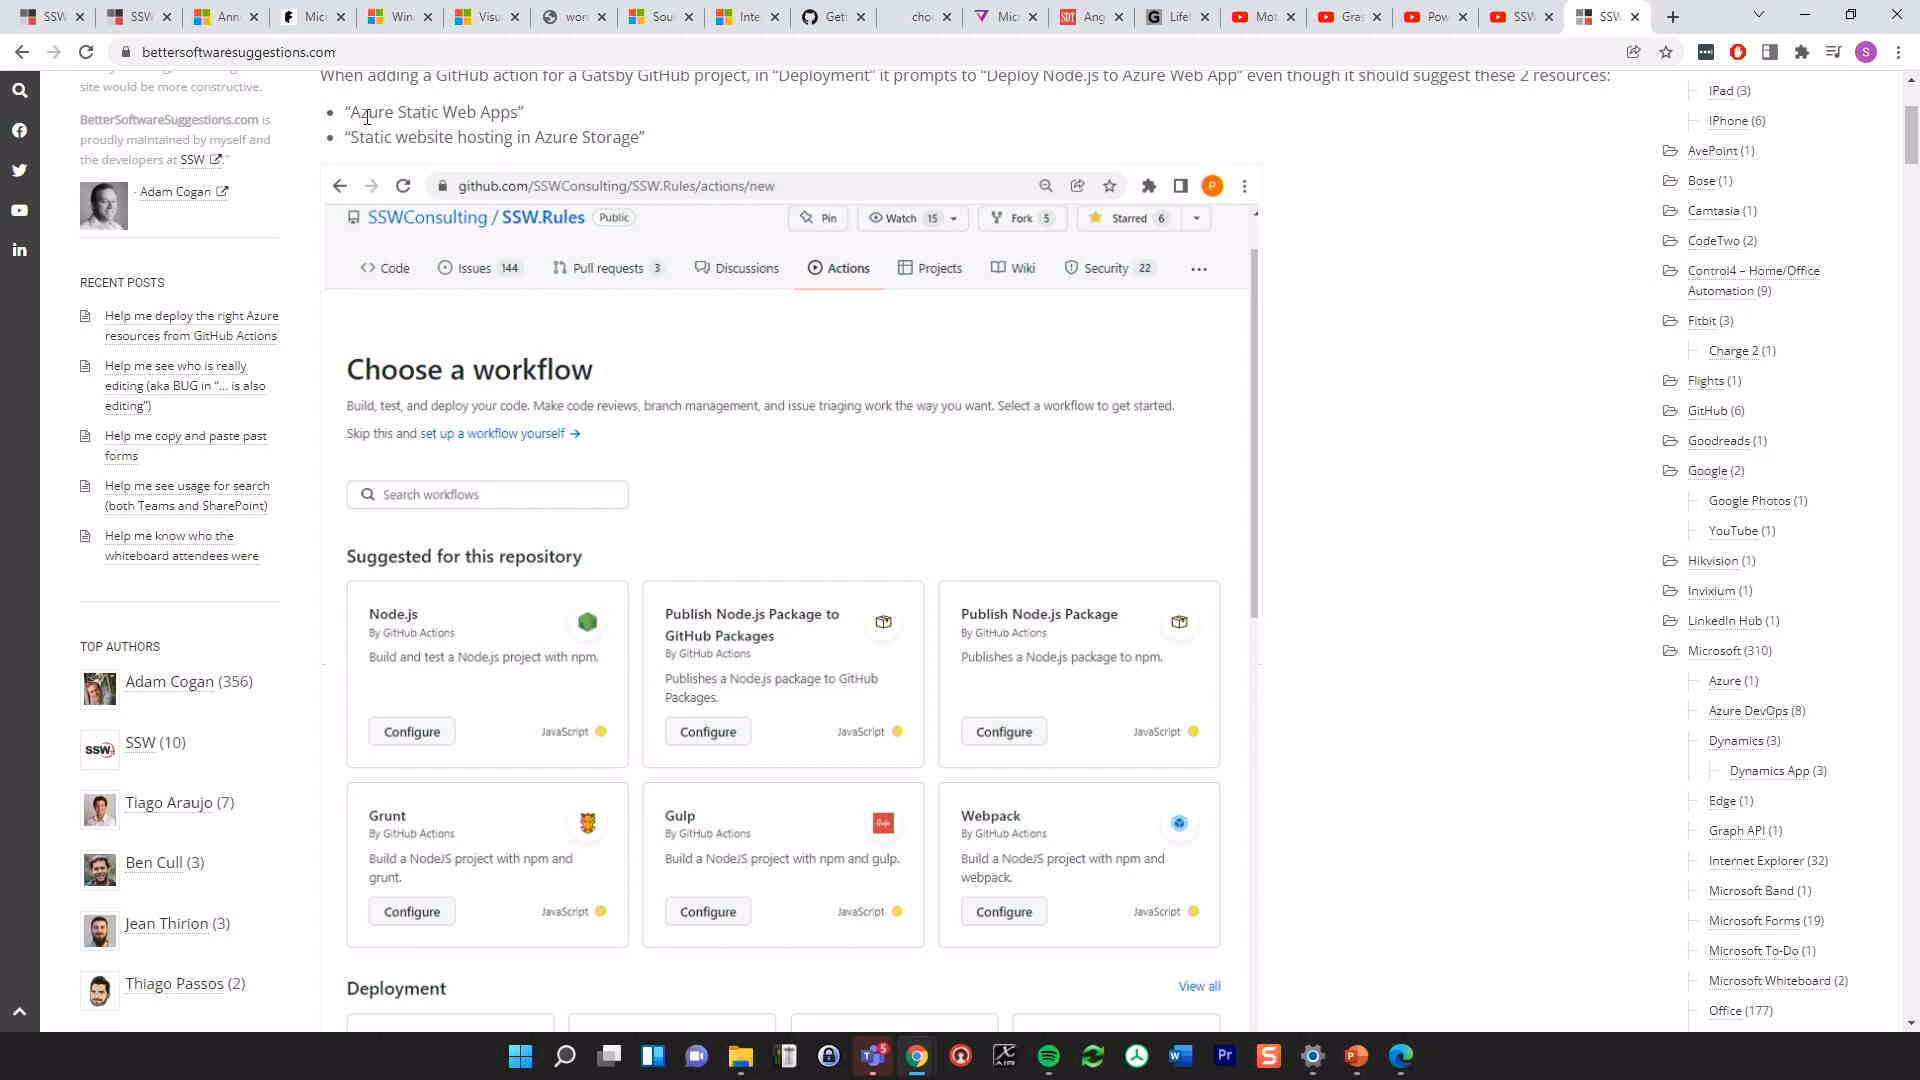 SSW
SSW
Ann
Micr
Win
Visu
wor
Sou
Inte
Gett
choc
Micr
Ang
Lifel
Mot
Gras
Pow
SSW
SSW
bettersoftwaresuggestions.com
site would be more constructive.
BetterSoftwareSuggestions.com is
proudly maintained by myself and
the developers at SSW ."
- Adam Cogan
RECENT POSTS
Help me deploy the right Azure
resources from GitHub Actions
Help me see who is really
editing (aka BUG in “... is also
editing”)
Help me copy and paste past
forms
Help me see usage for search
(both Teams and SharePoint)
Help me know who the
whiteboard attendees were
TOP AUTHORS
Adam Cogan (356)
SSW (10)
Tiago Araujo (7)
Ben Cull (3)
Jean Thirion (3)
Thiago Passos (2)
When adding a GitHub action for a Gatsby GitHub project, in “Deployment” it prompts to “Deploy Node.js to Azure Web App” even though it should suggest these 2 resources:
• “Azure Static Web Apps”
• “Static website hosting in Azure Storage”
github.com/SSWConsulting/SSW.Rules/actions/new
P
SSWConsulting / SSW.Rules Public
Pin Watch 15 Fork 5 Starred 6
Code Issues 144 Pull requests 3 Discussions Actions Projects Wiki Security 22 ...
Choose a workflow
Build, test, and deploy your code. Make code reviews, branch management, and issue triaging work the way you want. Select a workflow to get started.
Skip this and set up a workflow yourself →
Search workflows
Suggested for this repository
Node.js
By GitHub Actions
Build and test a Node.js project with npm.
Configure JavaScript
Publish Node.js Package to
GitHub Packages
By GitHub Actions
Publishes a Node.js package to GitHub
Packages.
Configure JavaScript
Publish Node.js Package
By GitHub Actions
Publishes a Node.js package to npm.
Configure JavaScript
Grunt
By GitHub Actions
Build a NodeJS project with npm and
grunt.
Configure JavaScript
Gulp
By GitHub Actions
Build a NodeJS project with npm and gulp.
Configure JavaScript
Webpack
By GitHub Actions
Build a NodeJS project with npm and
webpack.
Configure JavaScript
Deployment View all
IPad (3)
IPhone (6)
AvePoint (1)
Bose (1)
Camtasia (1)
CodeTwo (2)
Control4 – Home/Office
Automation (9)
Fitbit (3)
Charge 2 (1)
Flights (1)
GitHub (6)
Goodreads (1)
Google (2)
Google Photos (1)
YouTube (1)
Hikvision (1)
Invixium (1)
LinkedIn Hub (1)
Microsoft (310)
Azure (1)
Azure DevOps (8)
Dynamics (3)
Dynamics App (3)
Edge (1)
Graph API (1)
Internet Explorer (32)
Microsoft Band (1)
Microsoft Forms (19)
Microsoft To-Do (1)
Microsoft Whiteboard (2)
Office (177)